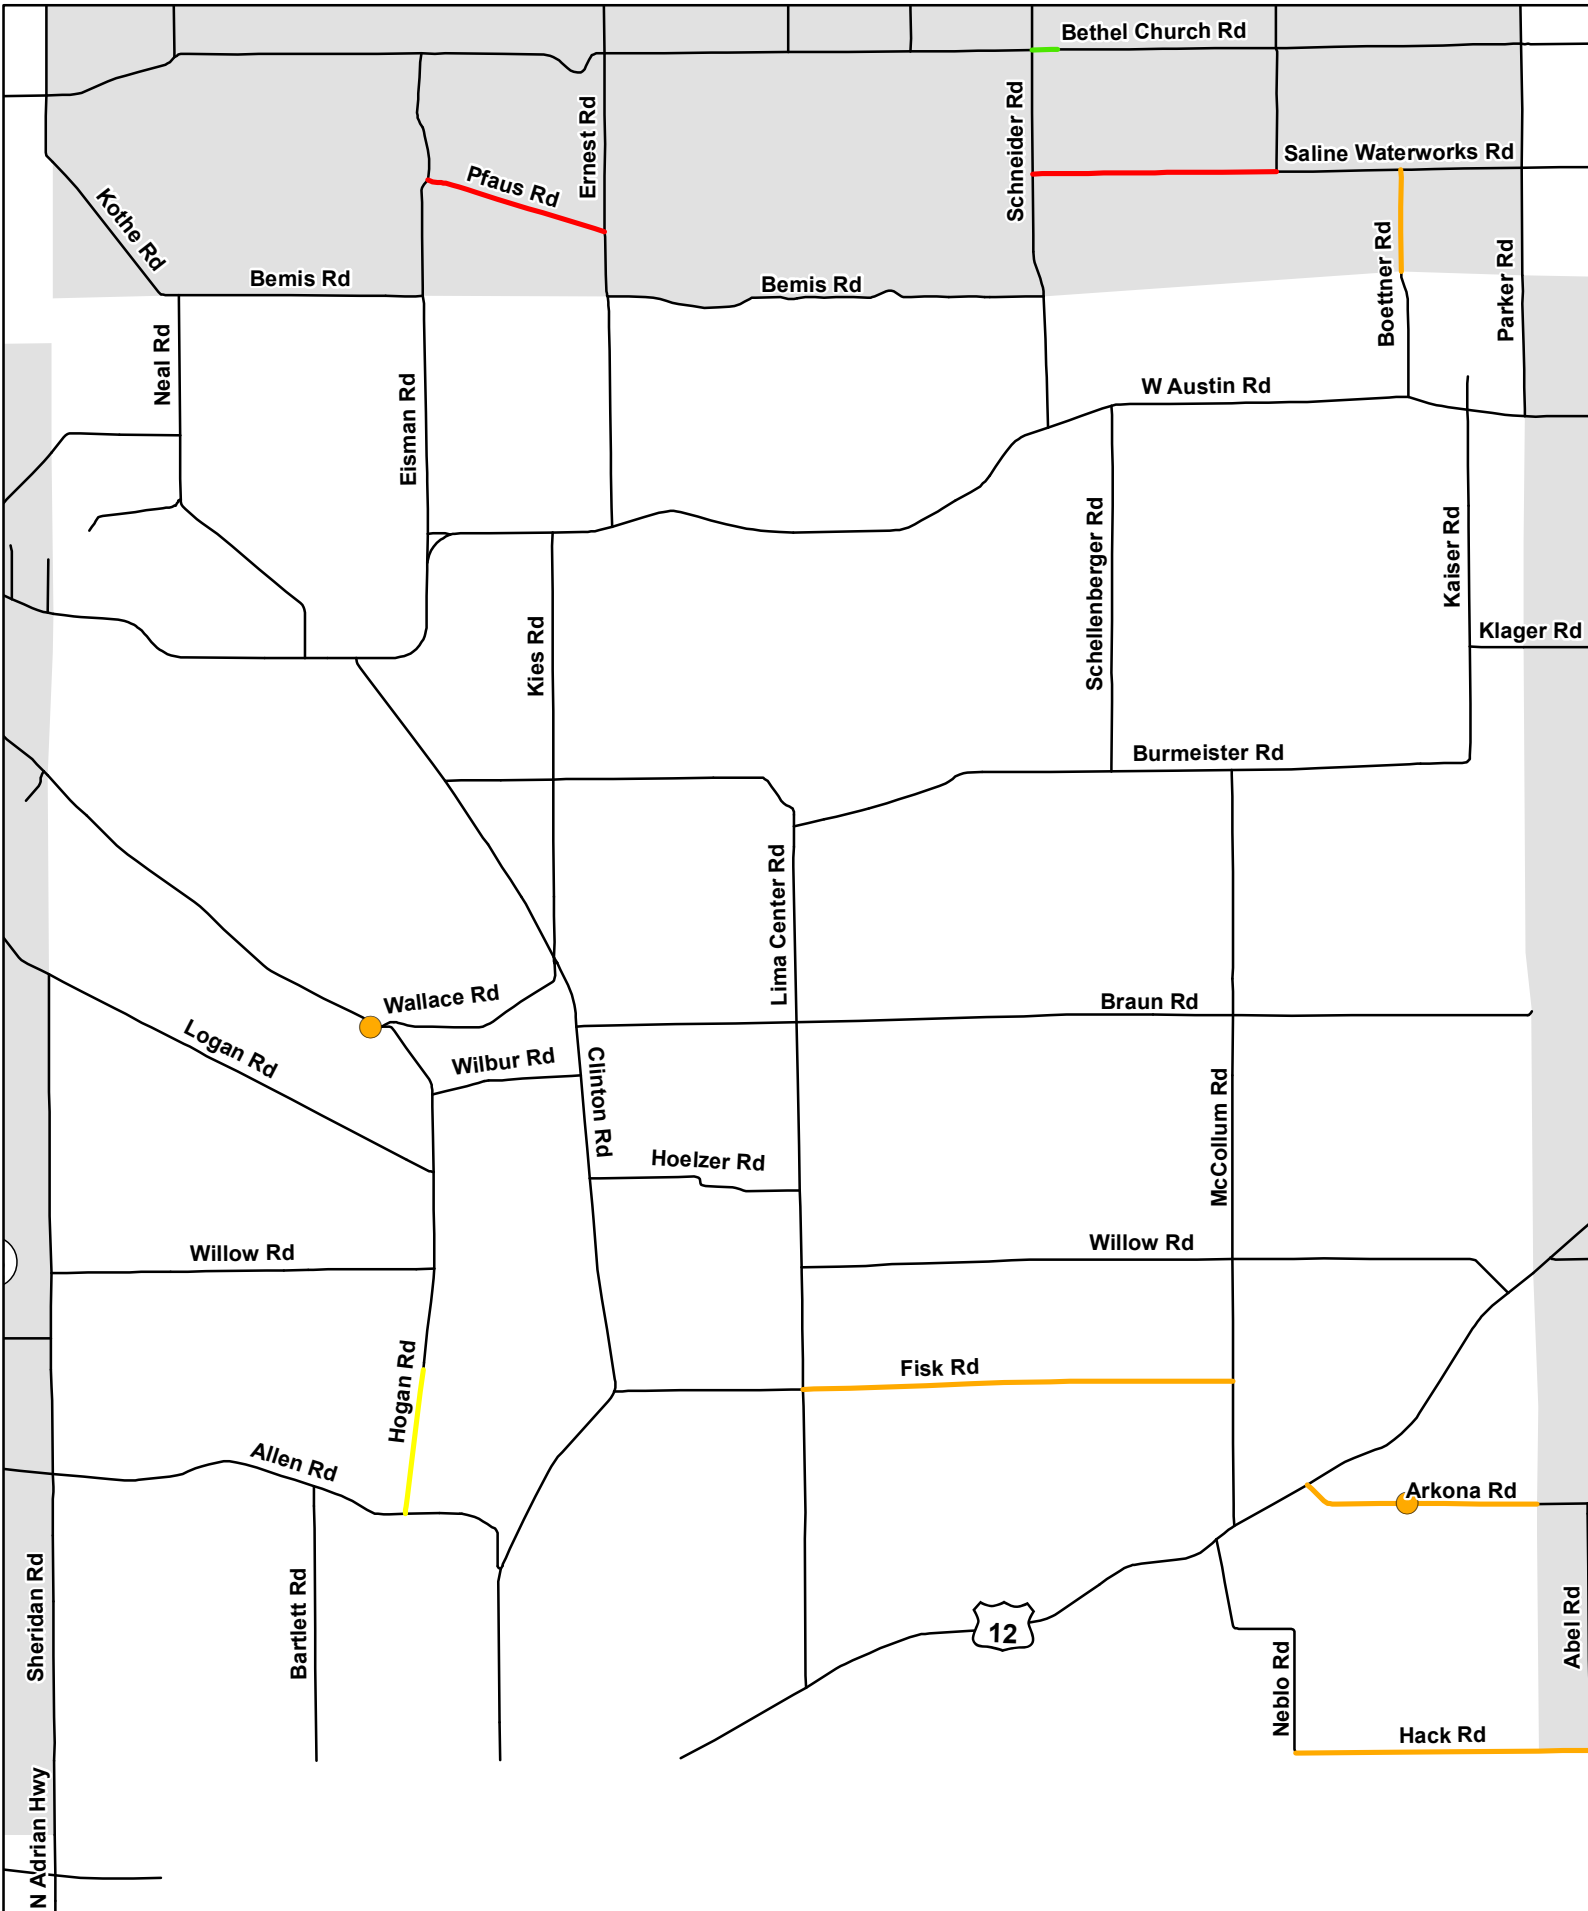 Bethel Church Rd
Schneider Rd
Ernest Rd
Saline Waterworks Rd
Pfaus Rd
Kothe Rd
Bemis Rd
Bemis Rd
Boettner Rd
Parker Rd
Neal Rd
Eisman Rd
W Austin Rd
Schellenberger Rd
Kaiser Rd
Kies Rd
Klager Rd
Burmeister Rd
Lima Center Rd
Wallace Rd
Braun Rd
Logan Rd
Wilbur Rd
Clinton Rd
McCollum Rd
Hoelzer Rd
Willow Rd
Willow Rd
Hogan Rd
Fisk Rd
Allen Rd
Arkona Rd
Sheridan Rd
Bartlett Rd
12
Abel Rd
Neblo Rd
Hack Rd
N Adrian Hwy